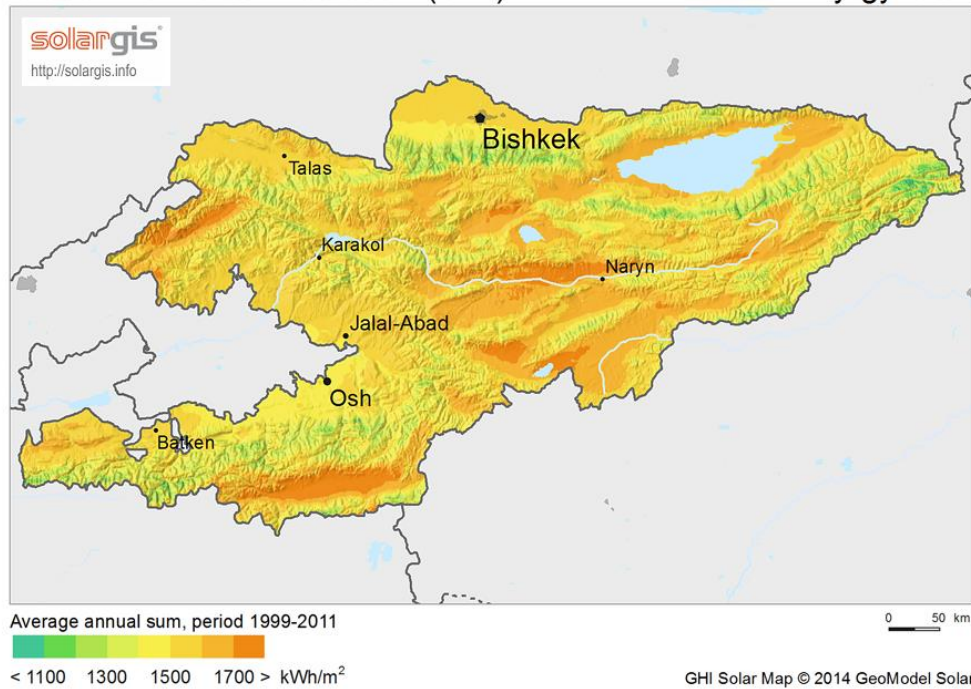 solargis
http://solargis.info
Bishkek
Talas
Karakol
Naryn
Jalal-Abad
Osh
Batken
Average annual sum, period 1999-2011
< 1100 1300 1500 1700 > kWh/m²
0 50 km
GHI Solar Map © 2014 GeoModel Solar